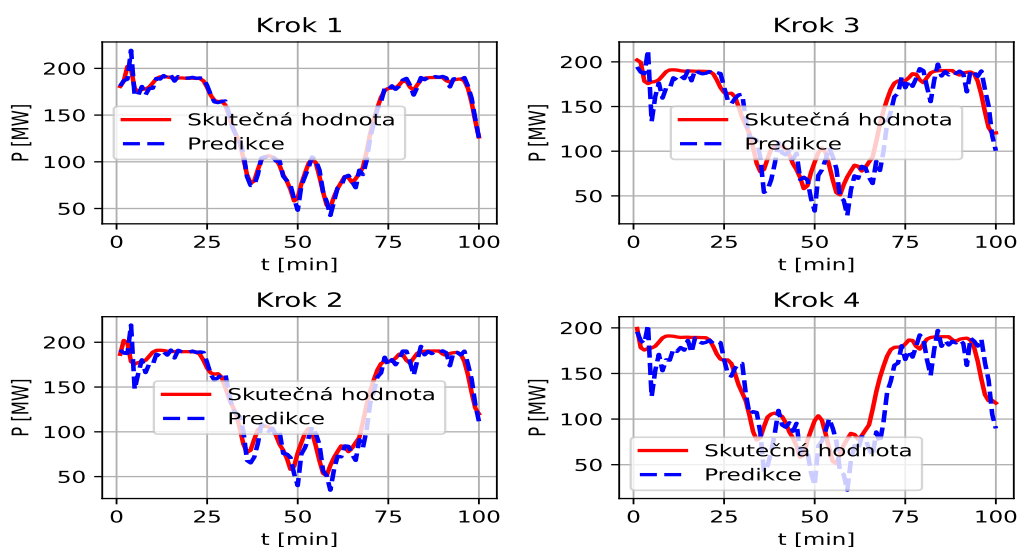 Krok 1
P [MW]
200
150
100
50
Skutečná hodnota
Predikce
0 25 50 75 100
t [min]
Krok 3
P [MW]
200
150
100
50
Skutečná hodnota
Predikce
0 25 50 75 100
t [min]
Krok 2
P [MW]
200
150
100
50
Skutečná hodnota
Predikce
0 25 50 75 100
t [min]
Krok 4
P [MW]
200
150
100
50
Skutečná hodnota
Predikce
0 25 50 75 100
t [min]